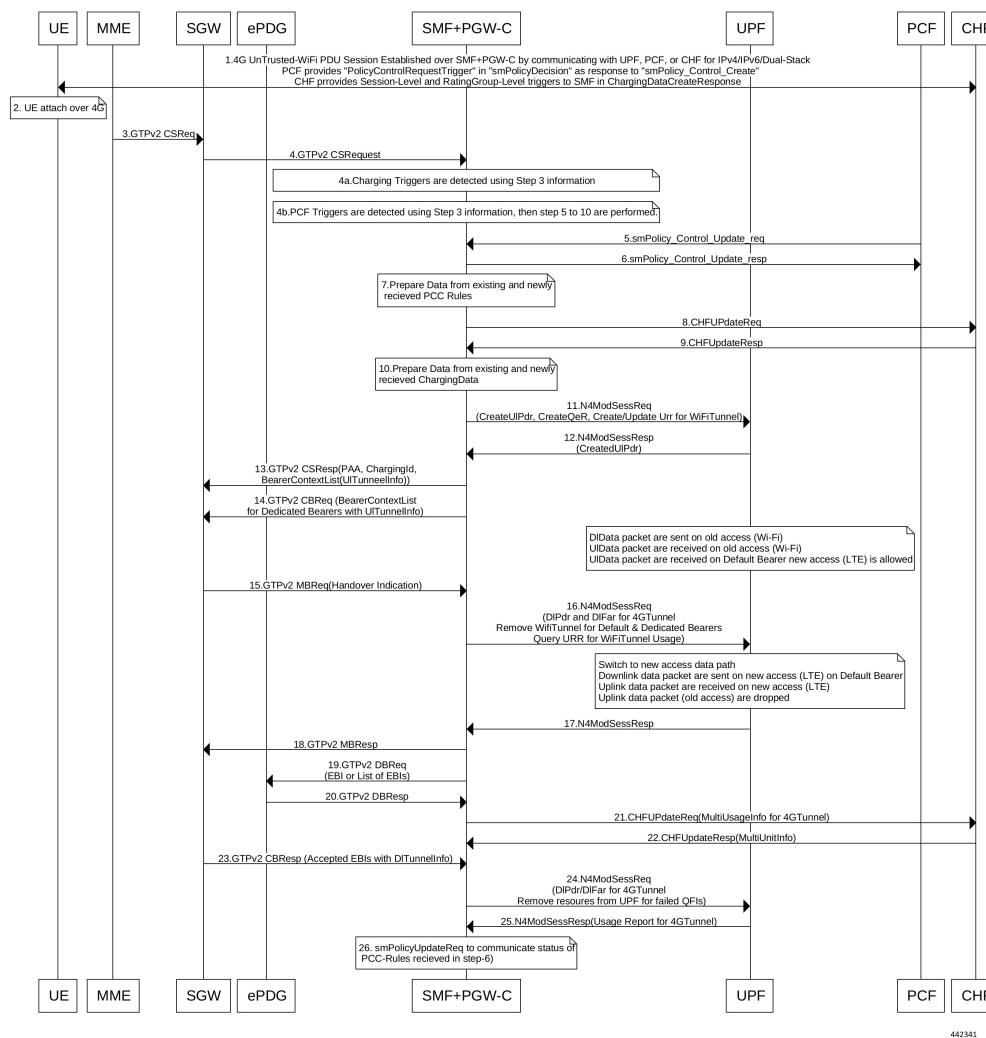 UE MME SGW ePDG SMF+PGW-C UPF PCF CHF
1.4G UnTrusted-WiFi PDU Session Established over SMF+PGW-C by communicating with UPF, PCF, or CHF for IPv4/IPv6/Dual-Stack
PCF provides "PolicyControlRequestTrigger" in "smPolicyDecision" as response to "smPolicy_Control_Create"
CHF prrovides Session-Level and RatingGroup-Level triggers to SMF in ChargingDataCreateResponse
2. UE attach over 4G
3.GTPv2 CSReq
4.GTPv2 CSRequest
4a.Charging Triggers are detected using Step 3 information
4b.PCF Triggers are detected using Step 3 information, then step 5 to 10 are performed.
5.smPolicy_Control_Update_req
6.smPolicy_Control_Update_resp
7.Prepare Data from existing and newly
recieved PCC Rules
8.CHFUPdateReq
9.CHFUpdateResp
10.Prepare Data from existing and newly
recieved ChargingData
11.N4ModSessReq
(CreateUlPdr, CreateQeR, Create/Update Urr for WiFiTunnel)
12.N4ModSessResp
(CreatedUlPdr)
13.GTPv2 CSResp(PAA, ChargingId,
BearerContextList(UlTunneelInfo))
14.GTPv2 CBReq (BearerContextList
for Dedicated Bearers with UlTunnelInfo)
DlData packet are sent on old access (Wi-Fi)
UlData packet are received on old access (Wi-Fi)
UlData packet are received on Default Bearer new access (LTE) is allowed
15.GTPv2 MBReq(Handover Indication)
16.N4ModSessReq
(DlPdr and DlFar for 4GTunnel
Remove WifiTunnel for Default & Dedicated Bearers
Query URR for WiFiTunnel Usage)
Switch to new access data path
Downlink data packet are sent on new access (LTE) on Default Bearer
Uplink data packet are received on new access (LTE)
Uplink data packet (old access) are dropped
17.N4ModSessResp
18.GTPv2 MBResp
19.GTPv2 DBReq
(EBI or List of EBIs)
20.GTPv2 DBResp
21.CHFUPdateReq(MultiUsageInfo for 4GTunnel)
22.CHFUpdateResp(MultiUnitInfo)
23.GTPv2 CBResp (Accepted EBIs with DlTunnelInfo)
24.N4ModSessReq
(DlPdr/DlFar for 4GTunnel
Remove resoures from UPF for failed QFIs)
25.N4ModSessResp(Usage Report for 4GTunnel)
26. smPolicyUpdateReq to communicate status of
PCC-Rules recieved in step-6)
UE MME SGW ePDG SMF+PGW-C UPF PCF CHF
442341